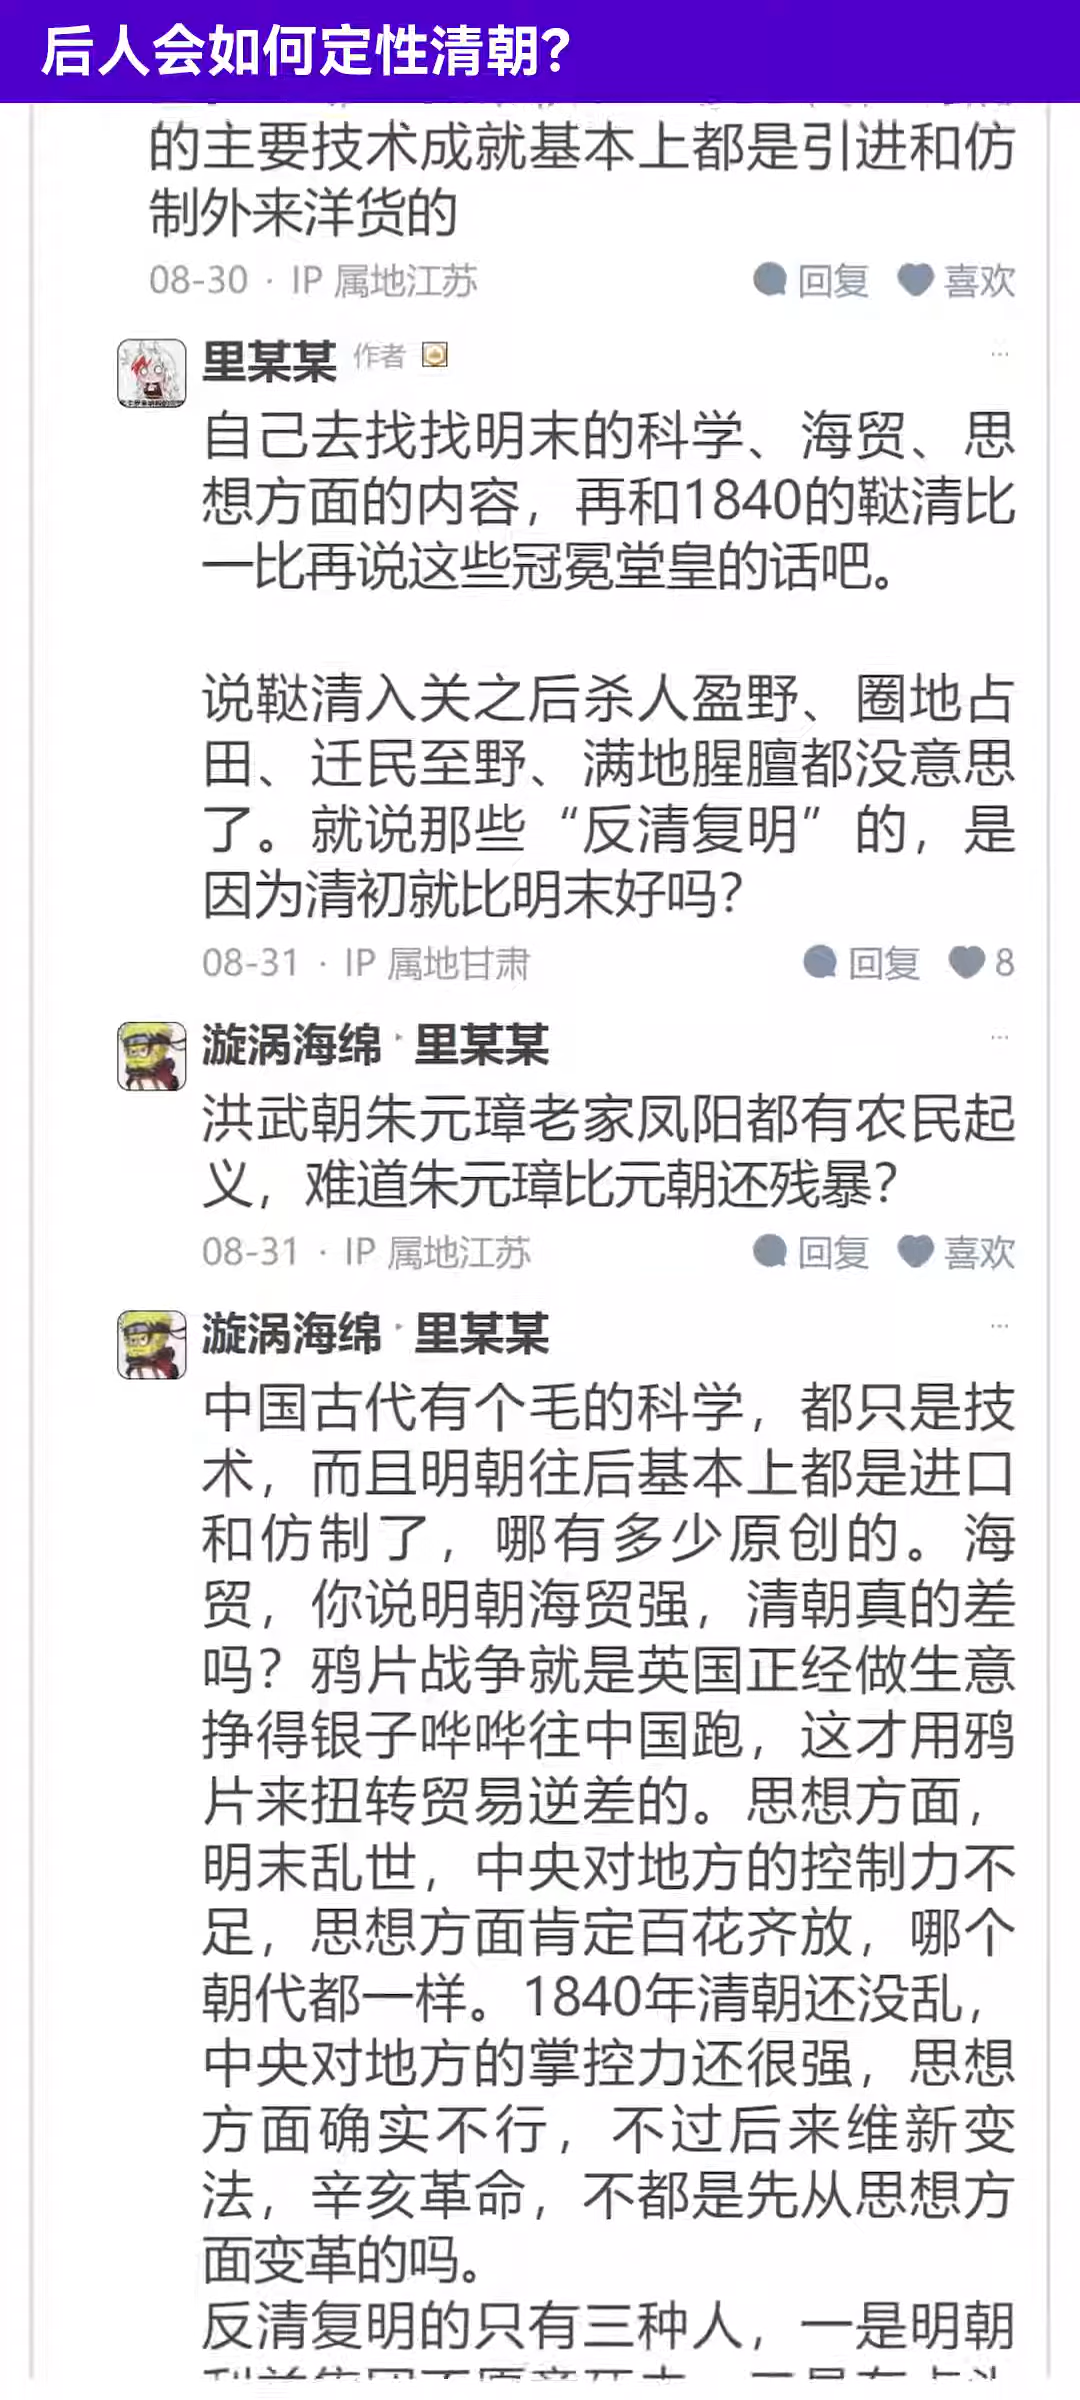 后人会如何定性清朝？
的主要技术成就基本上都是引进和仿
制外来洋货的
08-30 · IP 属地江苏 回复 喜欢
里某某 作者
自己去找找明末的科学、海贸、思
想方面的内容，再和1840的鞑清比
一比再说这些冠冕堂皇的话吧。
说鞑清入关之后杀人盈野、圈地占
田、迁民至野、满地腥膻都没意思
了。就说那些“反清复明”的，是
因为清初就比明末好吗？
08-31 · IP 属地甘肃 回复 8
漩涡海绵 · 里某某
洪武朝朱元璋老家凤阳都有农民起
义，难道朱元璋比元朝还残暴？
08-31 · IP 属地江苏 回复 喜欢
漩涡海绵 · 里某某
中国古代有个毛的科学，都只是技
术，而且明朝往后基本上都是进口
和仿制了，哪有多少原创的。海
贸，你说明朝海贸强，清朝真的差
吗？鸦片战争就是英国正经做生意
挣得银子哗哗往中国跑，这才用鸦
片来扭转贸易逆差的。思想方面，
明末乱世，中央对地方的控制力不
足，思想方面肯定百花齐放，哪个
朝代都一样。1840年清朝还没乱，
中央对地方的掌控力还很强，思想
方面确实不行，不过后来维新变
法，辛亥革命，不都是先从思想方
面变革的吗。
反清复明的只有三种人，一是明朝